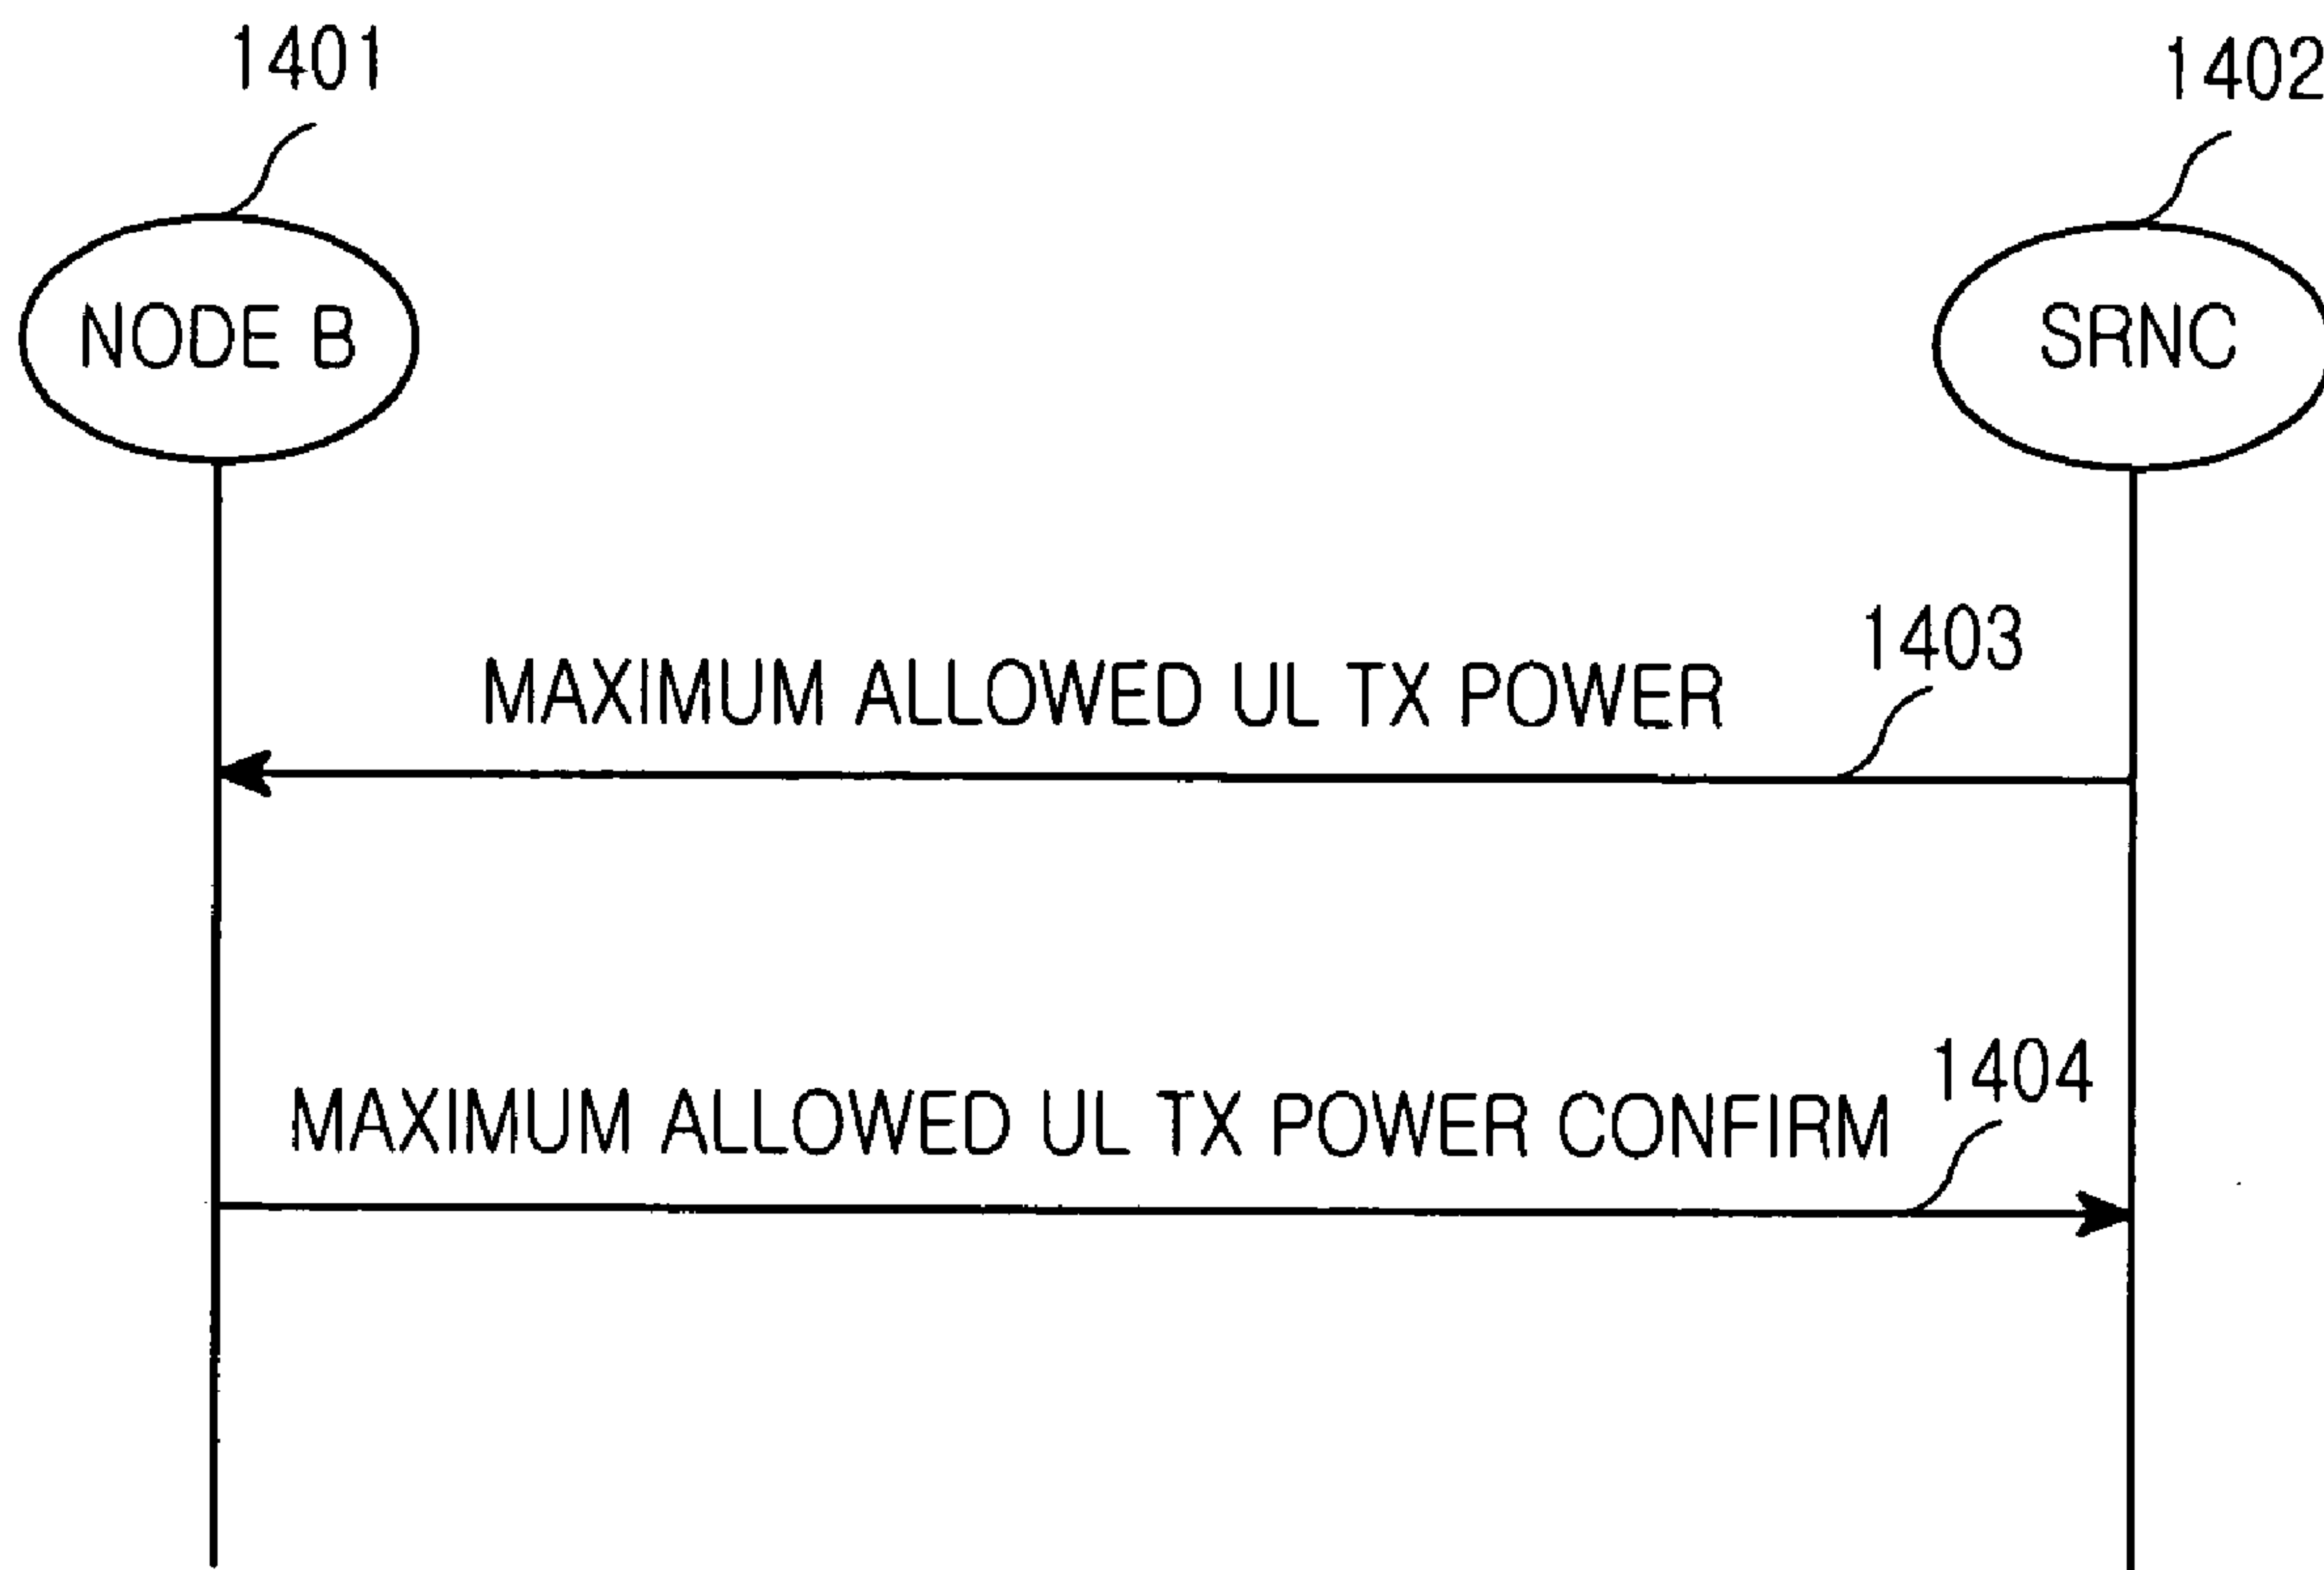 1401
1402
NODE B
SRNC
1403
MAXIMUM ALLOWED UL TX POWER
1404
MAXIMUM ALLOWED UL TX POWER CONFIRM